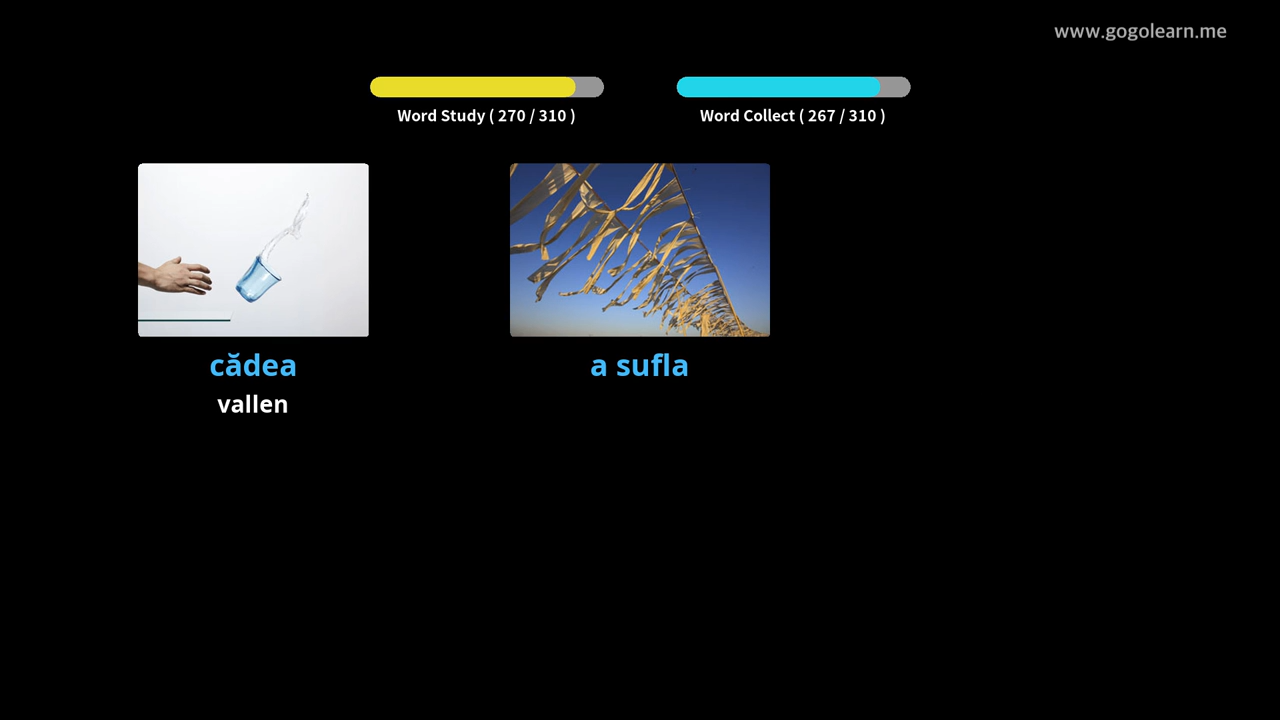 www.gogolearn.me
Word Study ( 270 / 310 )
Word Collect ( 267 / 310 )
cădea
vallen
a sufla